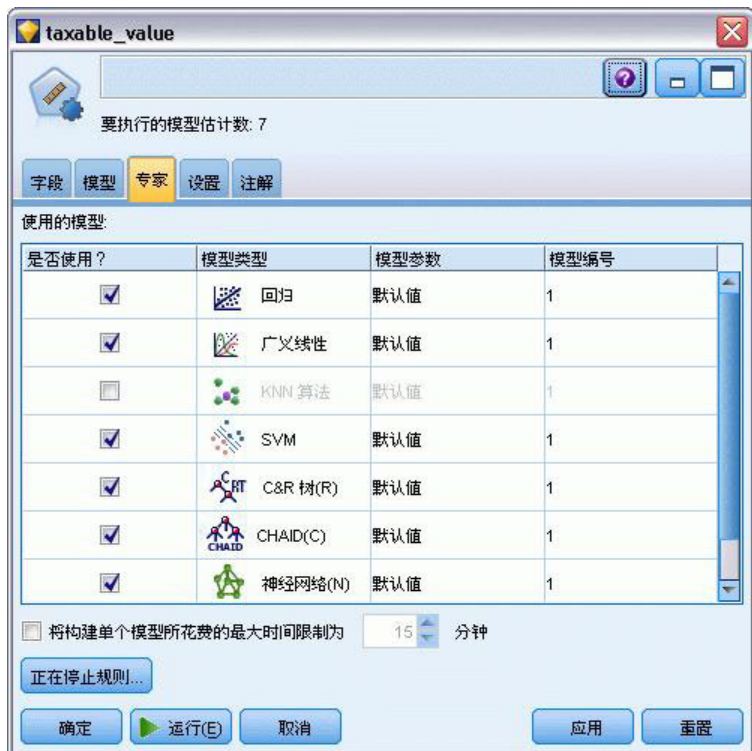 taxable_value
要执行的模型估计数: 7
字段 模型 专家 设置 注解
使用的模型:
是否使用? 模型类型 模型参数 模型编号
回归 默认值 1
广义线性 默认值 1
KNN 算法 默认值 1
SVM 默认值 1
C&R 树(R) 默认值 1
CHAID CHAID(C) 默认值 1
神经网络(N) 默认值 1
将构建单个模型所花费的最大时间限制为 15 分钟
正在停止规则...
确定 运行(E) 取消 应用 重置